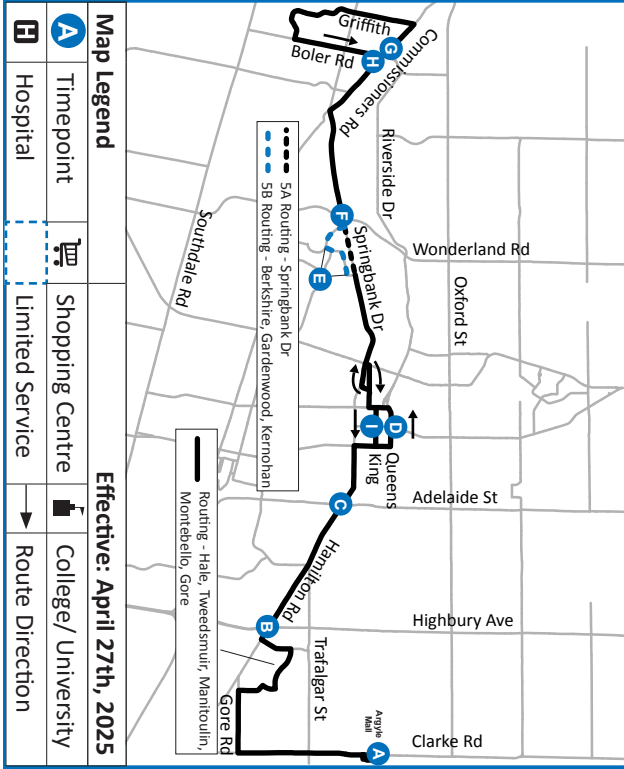 Griffith
Boler Rd
Commissioners Rd
G
H
Riverside Dr
Wonderland Rd
Oxford St
Springbank Dr
F
E
Southdale Rd
5A Routing - Springbank Dr
5B Routing - Berkshire, Gardenwood, Kernohan
I
D
Queens
King
Adelaide St
C
Hamilton Rd
Highbury Ave
B
Trafalgar St
Gore Rd
Argyle
Mall
Clarke Rd
A
Routing - Hale, Tweedsmuir, Manitoulin,
Montebello, Gore
Map Legend
Effective: April 27th, 2025
A
Timepoint
Shopping Centre
College/ University
H
Hospital
Limited Service
Route Direction